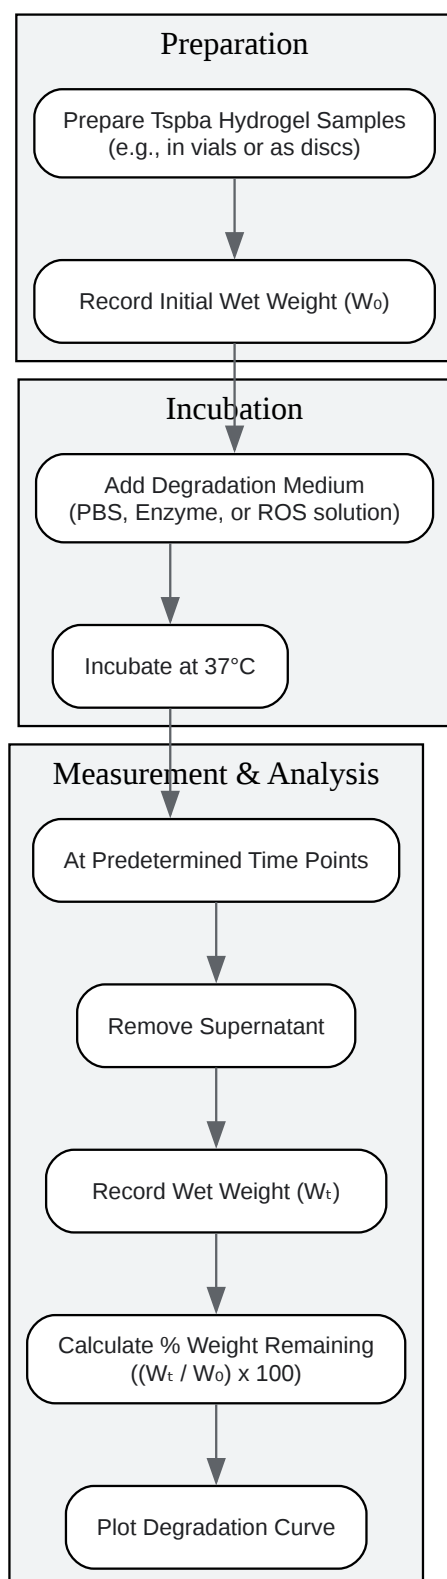 Preparation
Prepare Tspba Hydrogel Samples
(e.g., in vials or as discs)
Record Initial Wet Weight (W₀)
Incubation
Add Degradation Medium
(PBS, Enzyme, or ROS solution)
Incubate at 37°C
Measurement & Analysis
At Predetermined Time Points
Remove Supernatant
Record Wet Weight (Wₜ)
Calculate % Weight Remaining
((Wₜ / W₀) x 100)
Plot Degradation Curve